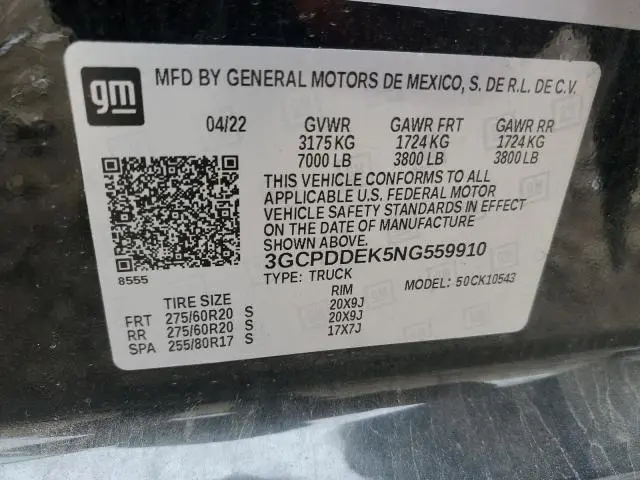 gm
MFD BY GENERAL MOTORS DE MEXICO, S. DE R.L. DE C.V.
04/22 GVWR GAWR FRT GAWR RR
3175 KG 1724 KG 1724 KG
7000 LB 3800 LB 3800 LB
THIS VEHICLE CONFORMS TO ALL
APPLICABLE U.S. FEDERAL MOTOR
VEHICLE SAFETY STANDARDS IN EFFECT
ON THE DATE OF MANUFACTURE
SHOWN ABOVE.
3GCPDDEK5NG559910
8555 TYPE: TRUCK MODEL: 50CK10543
TIRE SIZE RIM
FRT 275/60R20 S 20X9J
RR 275/60R20 S 20X9J
SPA 255/80R17 S 17X7J